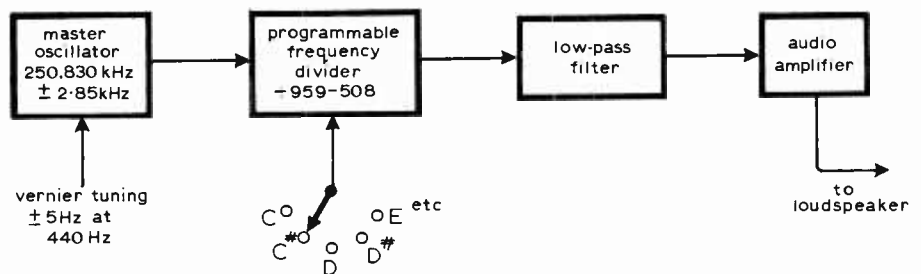 master
oscillator
250.830 kHz
± 2·85kHz
programmable
frequency
divider
÷959-508
low-pass
filter
audio
amplifier
vernier tuning
±5Hz at
440 Hz
C
C#
D
D#
E etc
to
loudspeaker